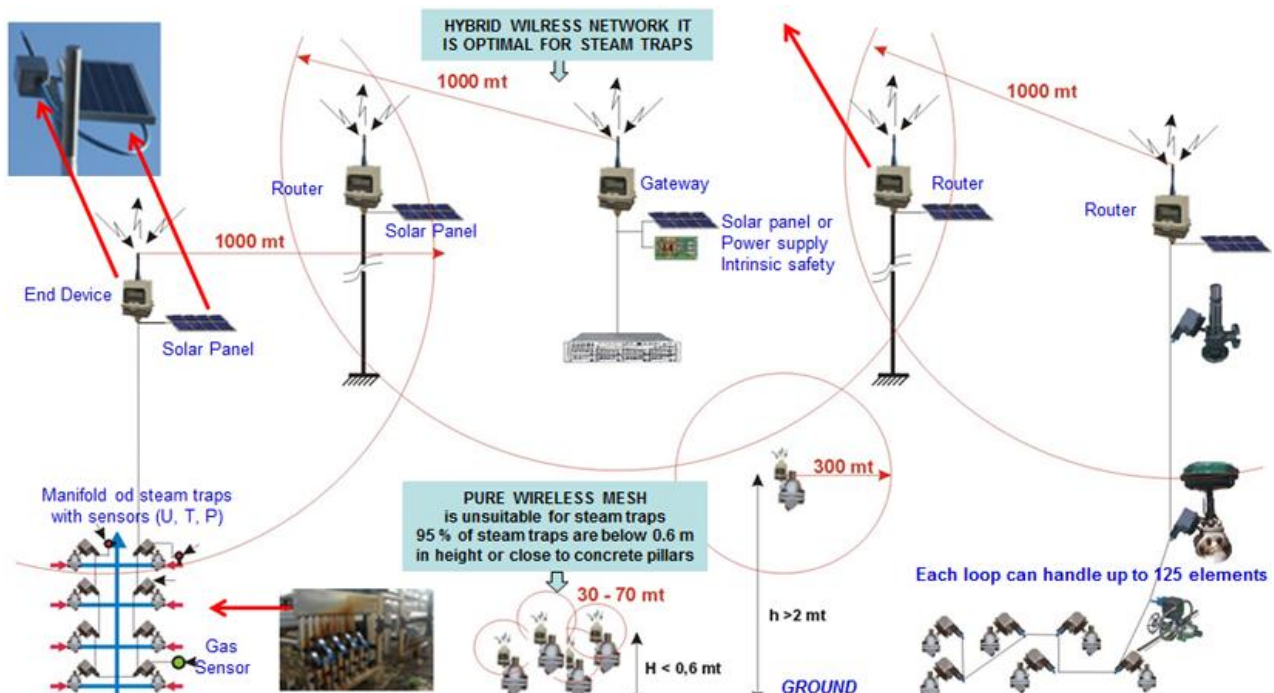 HYBRID WILRESS NETWORK IT
IS OPTIMAL FOR STEAM TRAPS
1000 mt
1000 mt
Router
Gateway
Router
Router
Solar Panel
Solar panel or
Power supply
Intrinsic safety
1000 mt
End Device
Solar Panel
300 mt
Manifold od steam traps
with sensors (U, T, P)
PURE WIRELESS MESH
is unsuitable for steam traps
95 % of steam traps are below 0.6 m
in height or close to concrete pillars
Each loop can handle up to 125 elements
30 - 70 mt
h >2 mt
Gas
Sensor
H < 0,6 mt
GROUND